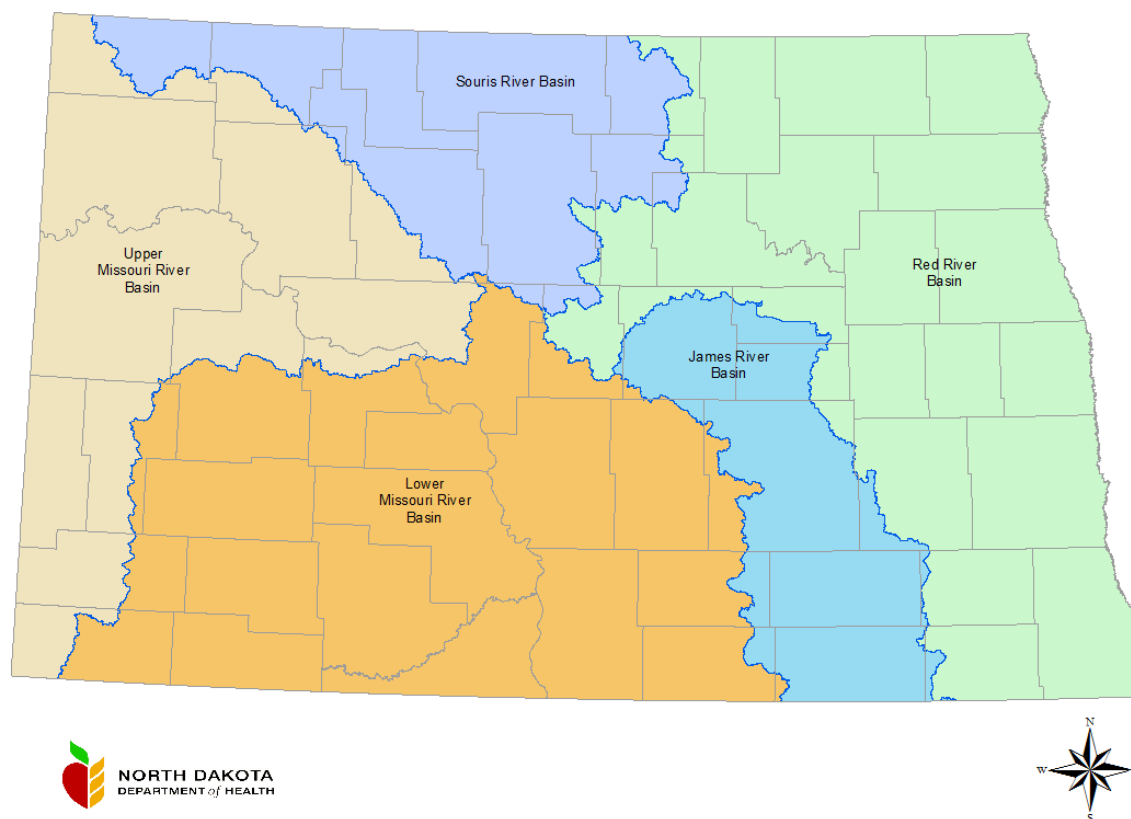 Souris River Basin
Upper
Missouri River
Basin
Red River
Basin
James River
Basin
Lower
Missouri River
Basin
NORTH DAKOTA
DEPARTMENT of HEALTH
N
W
S